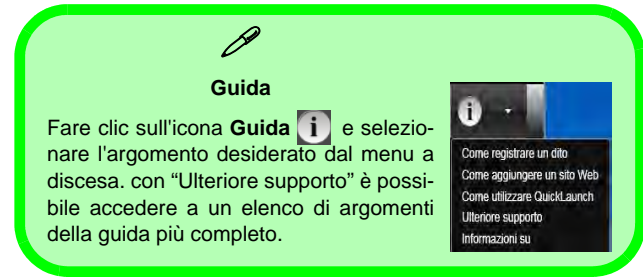 Guida
Fare clic sull'icona Guida i e selezio-
nare l'argomento desiderato dal menu a
discesa. con “Ulteriore supporto” è possi-
bile accedere a un elenco di argomenti
della guida più completo.
i
Come registrare un dito
Come aggiungere un sito Web
Come utilizzare QuickLaunch
Ulteriore supporto
Informazioni su